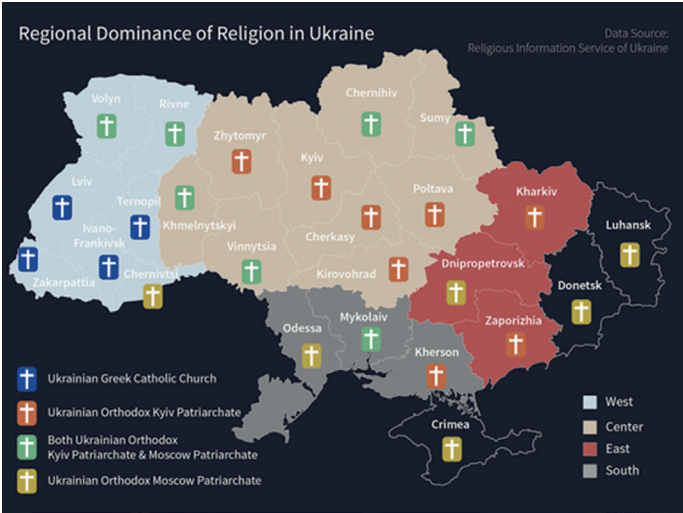 Regional Dominance of Religion in Ukraine
Data Source:
Religious Information Service of Ukraine
Volyn
Rivne
Zhytomyr
Chernihiv
Sumy
Kyiv
Lviv
Ternopil
Khmelnytskyi
Poltava
Kharkiv
Luhansk
Ivano-
Frankivsk
Cherkasy
Vinnytsia
Zakarpattia
Chernivtsi
Kirovohrad
Dnipropetrovsk
Donetsk
Odessa
Mykolaiv
Zaporizhia
Kherson
Crimea
Ukrainian Greek Catholic Church
Ukrainian Orthodox Kyiv Patriarchate
Both Ukrainian Orthodox
Kyiv Patriarchate & Moscow Patriarchate
Ukrainian Orthodox Moscow Patriarchate
West
Center
East
South